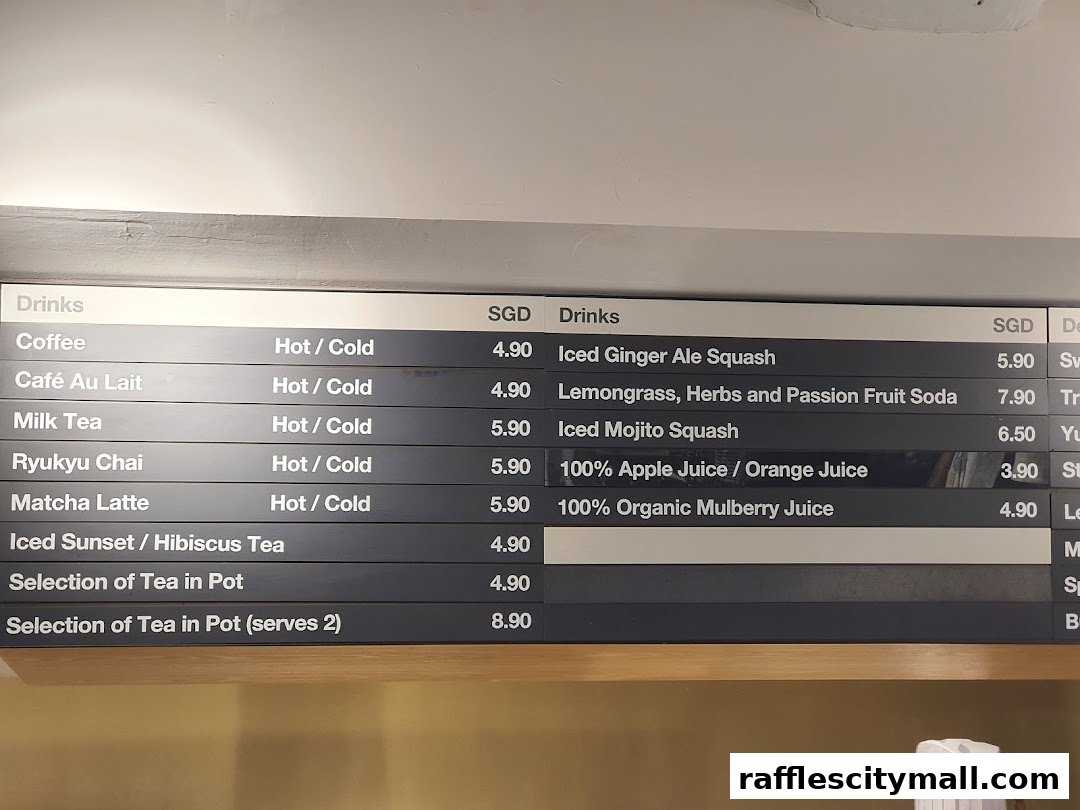 Drinks SGD
Coffee Hot / Cold 4.90
Café Au Lait Hot / Cold 4.90
Milk Tea Hot / Cold 5.90
Ryukyu Chai Hot / Cold 5.90
Matcha Latte Hot / Cold 5.90
Iced Sunset / Hibiscus Tea 4.90
Selection of Tea in Pot 4.90
Selection of Tea in Pot (serves 2) 8.90
Drinks SGD
Iced Ginger Ale Squash 5.90
Lemongrass, Herbs and Passion Fruit Soda 7.90
Iced Mojito Squash 6.50
100% Apple Juice / Orange Juice 3.90
100% Organic Mulberry Juice 4.90
rafflescitymall.com